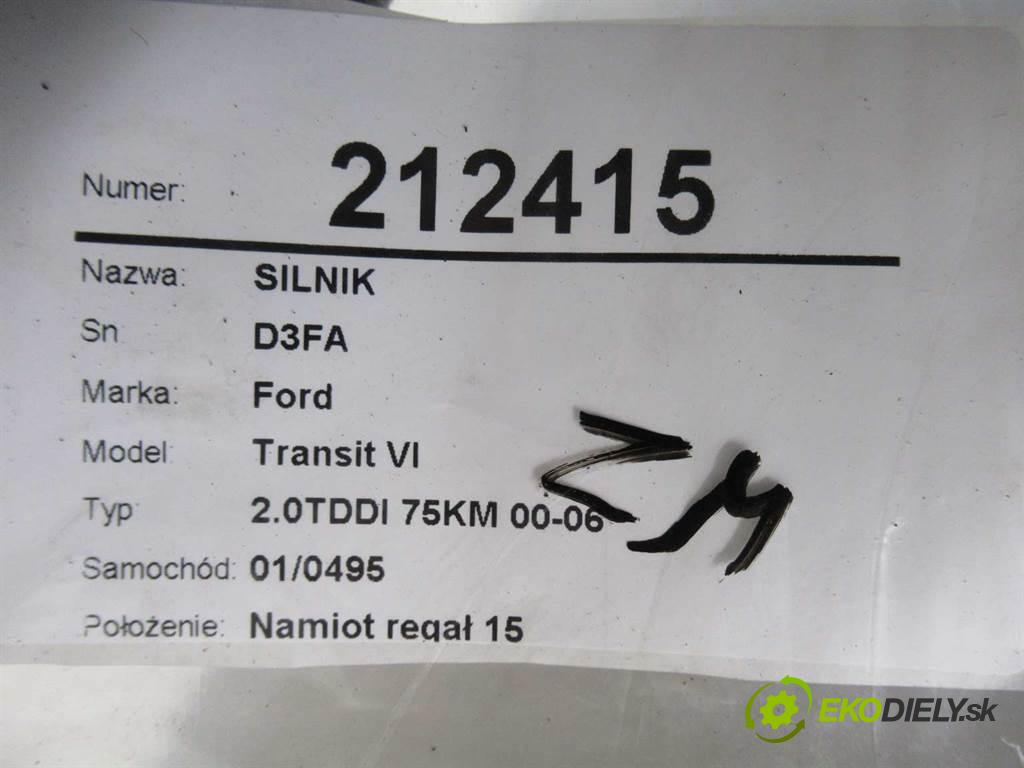 Numer: 212415
Nazwa: SILNIK
Sn D3FA
Marka: Ford
Model: Transit VI
Typ 2.0TDDI 75KM 00-06
Samochód: 01/0495
Położenie: Namiot regał 15
EKODIELY.sk